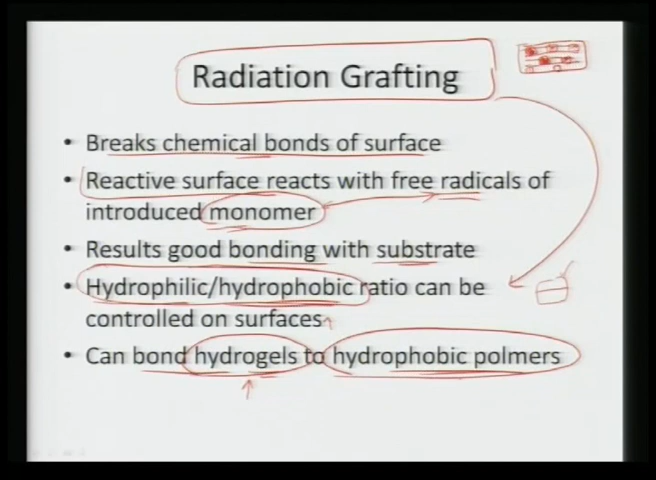 Radiation Grafting
• Breaks chemical bonds of surface
• Reactive surface reacts with free radicals of
introduced monomer
• Results good bonding with substrate
• Hydrophilic/hydrophobic ratio can be
controlled on surfaces
• Can bond hydrogels to hydrophobic polmers